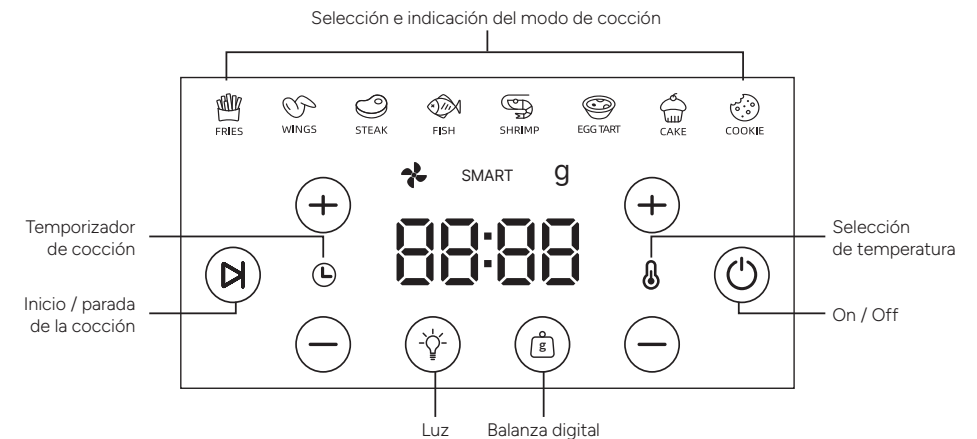 Selección e indicación del modo de cocción
FRIES
WINGS
STEAK
FISH
SHRIMP
EGG TART
CAKE
COOKIE
SMART
g
88:88
g
Temporizador
de cocción
Inicio / parada
de la cocción
Selección
de temperatura
On / Off
Luz
Balanza digital